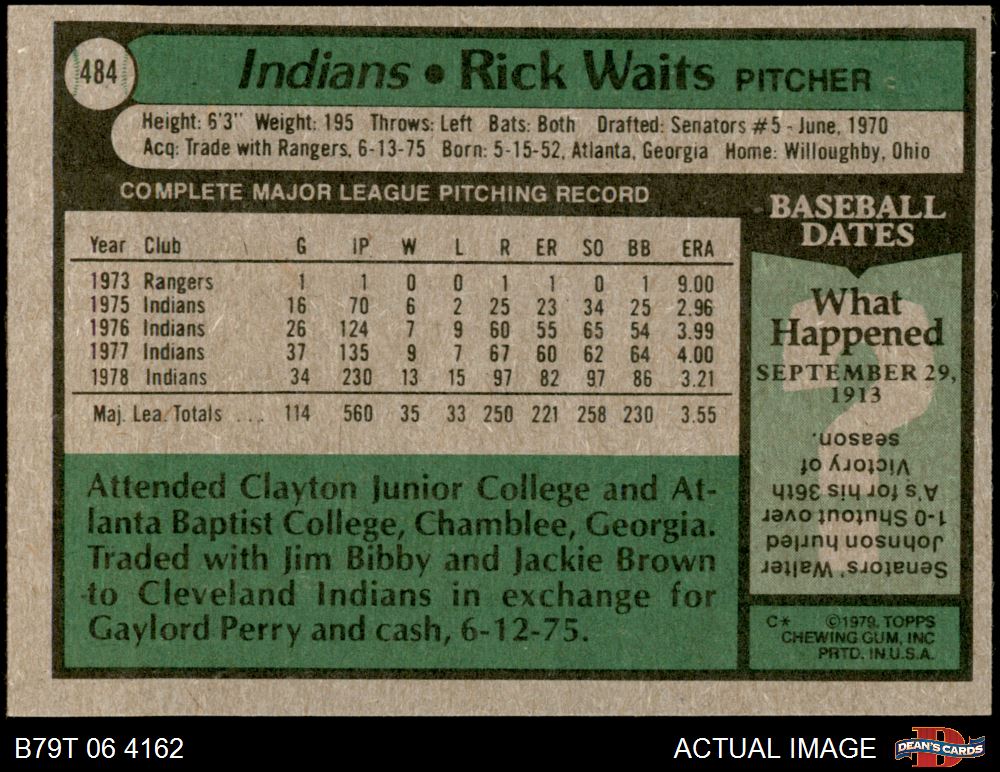 484
Indians • Rick Waits PITCHER
Height: 6'3" Weight: 195 Throws: Left Bats: Both Drafted: Senators #5 - June, 1970
Acq: Trade with Rangers, 6-13-75 Born: 5-15-52, Atlanta, Georgia Home: Willoughby, Ohio
COMPLETE MAJOR LEAGUE PITCHING RECORD
Year Club G IP W L R ER SO BB ERA
1973 Rangers 1 1 0 0 1 1 0 1 9.00
1975 Indians 16 70 6 2 25 23 34 25 2.96
1976 Indians 26 124 7 9 60 55 65 54 3.99
1977 Indians 37 135 9 7 67 60 62 64 4.00
1978 Indians 34 230 13 15 97 82 97 86 3.21
Maj. Lea. Totals .... 114 560 35 33 250 221 258 230 3.55
Attended Clayton Junior College and At-
lanta Baptist College, Chamblee, Georgia.
Traded with Jim Bibby and Jackie Brown
to Cleveland Indians in exchange for
Gaylord Perry and cash, 6-12-75.
BASEBALL
DATES
What
Happened
SEPTEMBER 29,
1913
Senators' Walter
Johnson hurled
1-0 Shutout over
A's for his 36th
Victory of
season.
C* ©1979, TOPPS
CHEWING GUM, INC
PRTD. IN U.S.A.
B79T 06 4162
ACTUAL IMAGE
DEAN'S CARDS